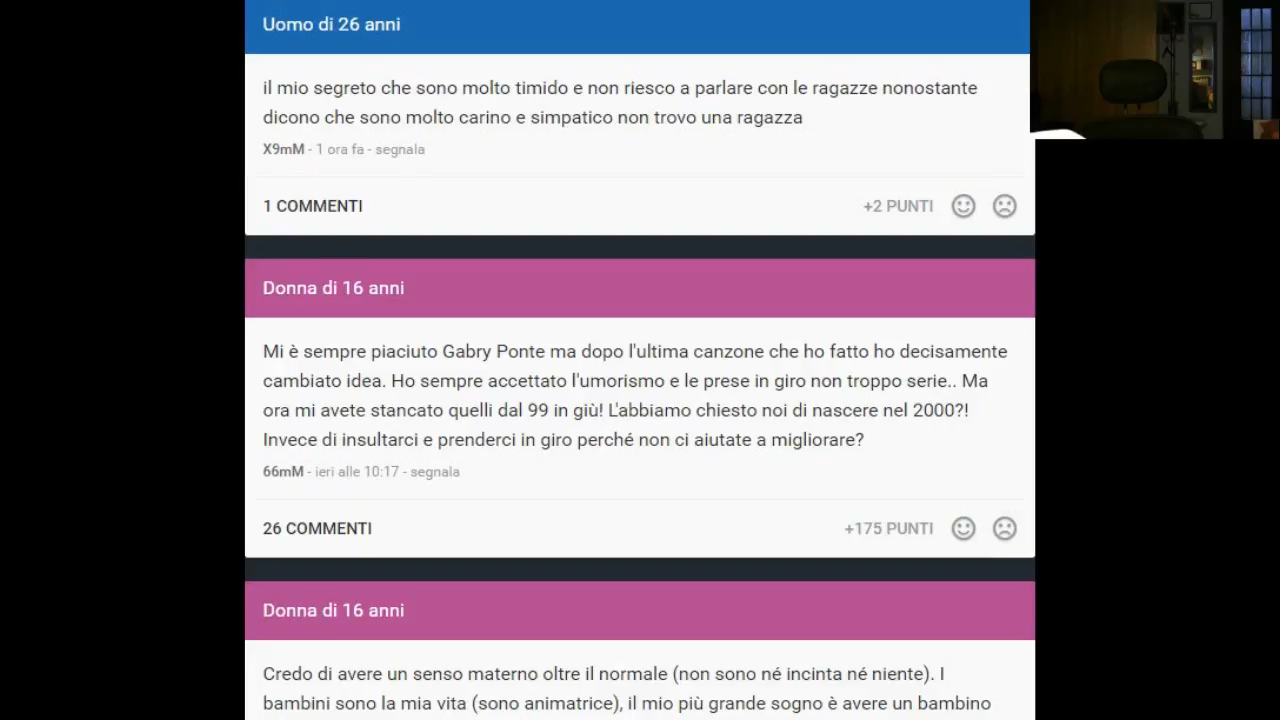 Uomo di 26 anni
il mio segreto che sono molto timido e non riesco a parlare con le ragazze nonostante
dicono che sono molto carino e simpatico non trovo una ragazza
X9mM - 1 ora fa - segnala
1 COMMENTI
+2 PUNTI
Donna di 16 anni
Mi è sempre piaciuto Gabry Ponte ma dopo l'ultima canzone che ho fatto ho decisamente
cambiato idea. Ho sempre accettato l'umorismo e le prese in giro non troppo serie.. Ma
ora mi avete stancato quelli dal 99 in giù! L'abbiamo chiesto noi di nascere nel 2000?!
Invece di insultarci e prenderci in giro perché non ci aiutate a migliorare?
66mM - ieri alle 10:17 - segnala
26 COMMENTI
+175 PUNTI
Donna di 16 anni
Credo di avere un senso materno oltre il normale (non sono né incinta né niente). I
bambini sono la mia vita (sono animatrice), il mio più grande sogno è avere un bambino